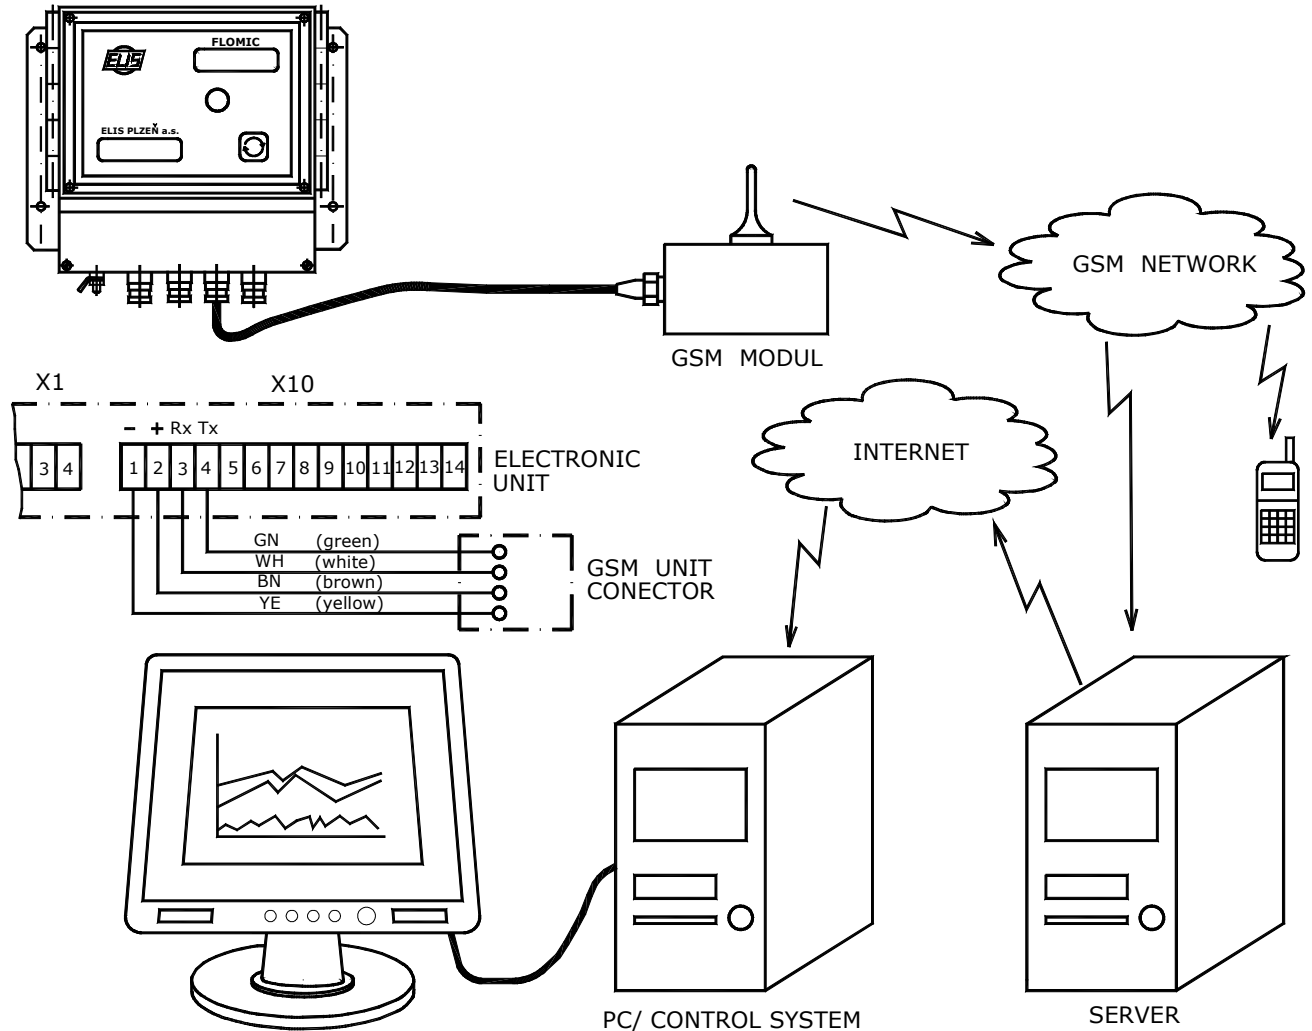 FLOMIC
ELIS
ELIS PLZEŇ a.s.
GSM NETWORK
GSM MODUL
X1 X10
– + Rx Tx
3 4 1 2 3 4 5 6 7 8 9 10 11 12 13 14
ELECTRONIC
UNIT
INTERNET
GN (green)
WH (white)
BN (brown)
YE (yellow)
GSM UNIT
CONECTOR
PC/ CONTROL SYSTEM
SERVER